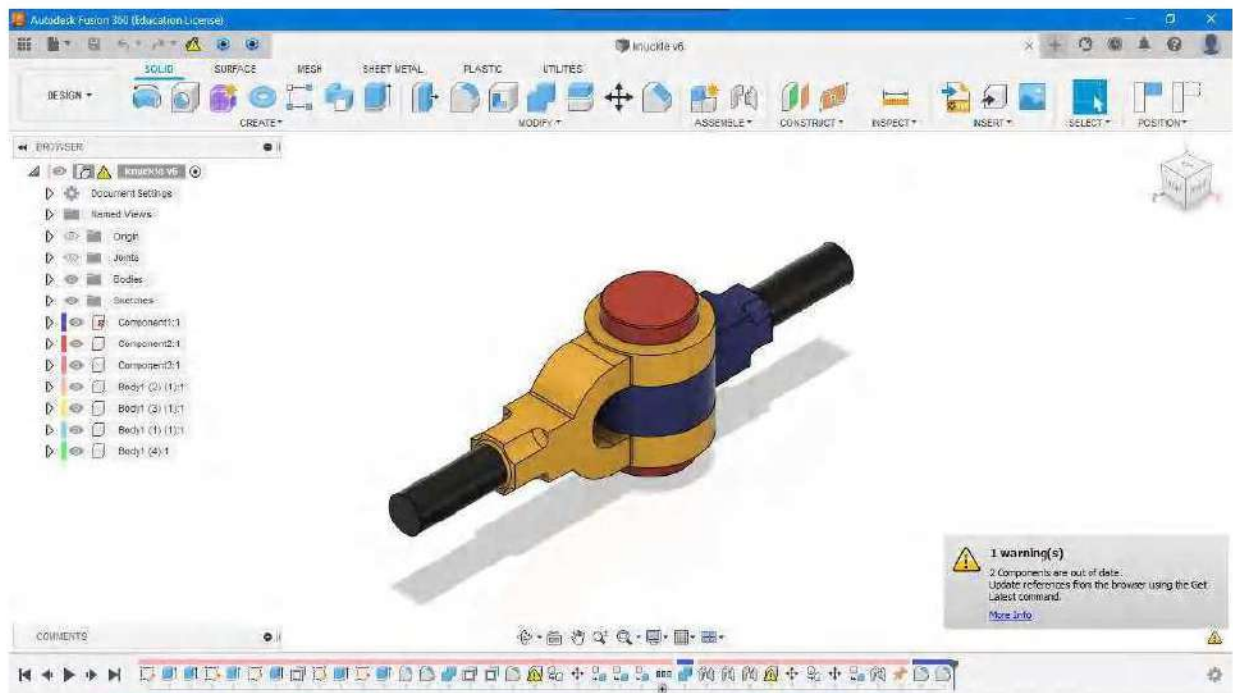 Autodesk Fusion 360 (Education License)
knuckle v6
SOLID SURFACE MESH SHEET METAL PLASTIC UTILITIES
DESIGN
CREATE MODIFY ASSEMBLE CONSTRUCT INSPECT INSERT SELECT POSITION
BROWSER
knuckle v6
Document Settings
Named Views
Origin
Joints
Bodies
Sketches
Component1:1
Component2:1
Component3:1
Body1 (2) (1):1
Body1 (3) (1):1
Body1 (1) (1):1
Body1 (4):1
1 warning(s)
2 Components are out of date.
Update references from the browser using the Get
Latest command.
More Info
COMMENTS